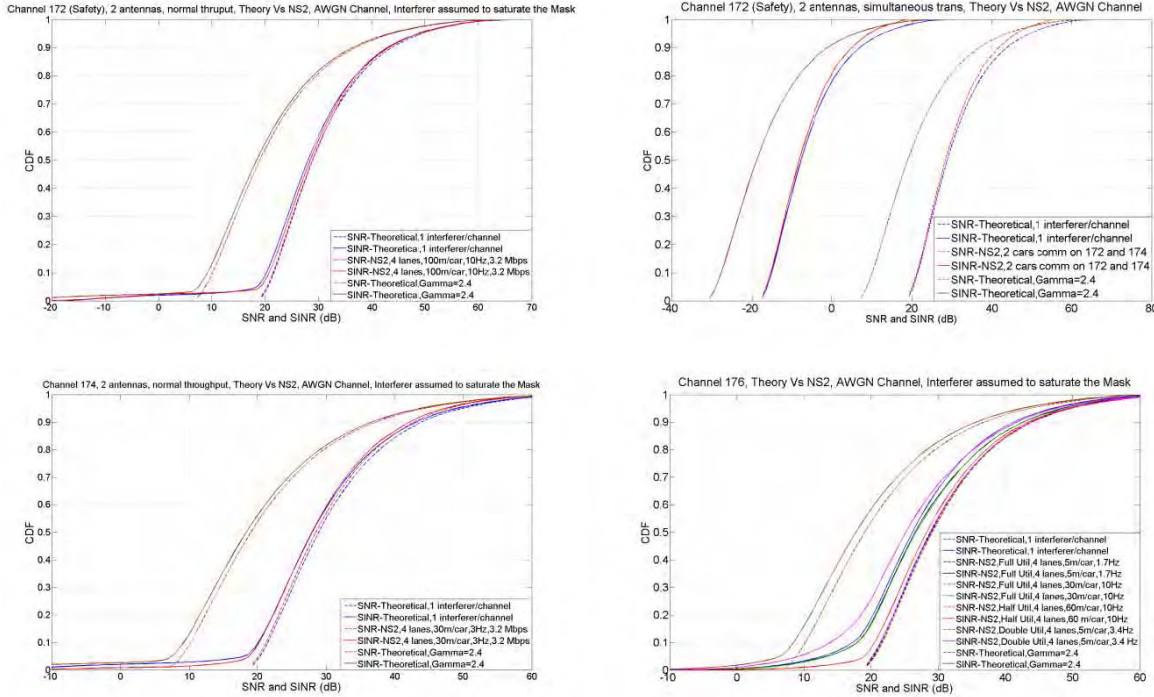 Channel 172 (Safety), 2 antennas, normal thruput, Theory Vs NS2, AWGN Channel, Interferer assumed to saturate the Mask
1
0.9
0.8
0.7
0.6
0.5
0.4
0.3
0.2
0.1
0
CDF
SNR-Theoretical,1 interferer/channel
SINR-Theoretical,1 interferer/channel
SNR-NS2,4 lanes,100m/car,10Hz,3.2 Mbps
SINR-NS2,4 lanes,100m/car,10Hz,3.2 Mbps
SNR-Theoretical,Gamma=2.4
SINR-Theoretical,Gamma=2.4
-20 -10 0 10 20 30 40 50 60 70
SNR and SINR (dB)
Channel 172 (Safety), 2 antennas, simultaneous trans, Theory Vs NS2, AWGN Channel
1
0.9
0.8
0.7
0.6
0.5
0.4
0.3
0.2
0.1
0
CDF
SNR-Theoretical,1 interferer/channel
SINR-Theoretical,1 interferer/channel
SNR-NS2,2 cars comm on 172 and 174
SINR-NS2,2 cars comm on 172 and 174
SNR-Theoretical,Gamma=2.4
SINR-Theoretical,Gamma=2.4
-40 -20 0 20 40 60 80
SNR and SINR (dB)
Channel 174, 2 antennas, normal throughput, Theory Vs NS2, AWGN Channel, Interferer assumed to saturate the Mask
1
0.9
0.8
0.7
0.6
0.5
0.4
0.3
0.2
0.1
0
CDF
SNR-Theoretical,1 interferer/channel
SINR-Theoretical,1 interferer/channel
SNR-NS2,4 lanes,30m/car,3Hz,3.2 Mbps
SINR-NS2,4 lanes,30m/car,3Hz,3.2 Mbps
SNR-Theoretical,Gamma=2.4
SINR-Theoretical,Gamma=2.4
-10 0 10 20 30 40 50 60
SNR and SINR (dB)
Channel 176, Theory Vs NS2, AWGN Channel, Interferer assumed to saturate the Mask
1
0.9
0.8
0.7
0.6
0.5
0.4
0.3
0.2
0.1
0
CDF
SNR-Theoretical,1 interferer/channel
SINR-Theoretical,1 interferer/channel
SNR-NS2,Full Util,4 lanes,5m/car,1.7Hz
SINR-NS2,Full Util,4 lanes,5m/car,1.7Hz
SNR-NS2,Full Util,4 lanes,30m/car,10Hz
SINR-NS2,Full Util,4 lanes,30m/car,10Hz
SNR-NS2,Half Util,4 lanes,60m/car,10Hz
SINR-NS2,Half Util,4 lanes,60 m/car,10Hz
SNR-NS2,Double Util,4 lanes,5m/car,3.4Hz
SINR-NS2,Double Util,4 lanes,5m/car,3.4 Hz
SNR-Theoretical,Gamma=2.4
SINR-Theoretical,Gamma=2.4
-10 0 10 20 30 40 50 60
SNR and SINR (dB)